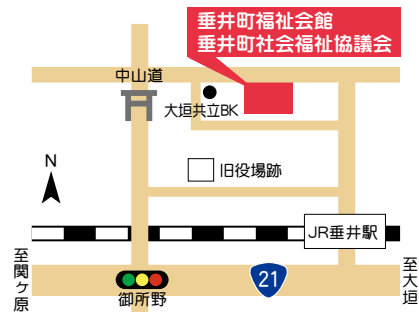 垂井町福祉会館
垂井町社会福祉協議会
中山道
大垣共立BK
N
旧役場跡
JR垂井駅
至関ヶ原
至大垣
21
御所野